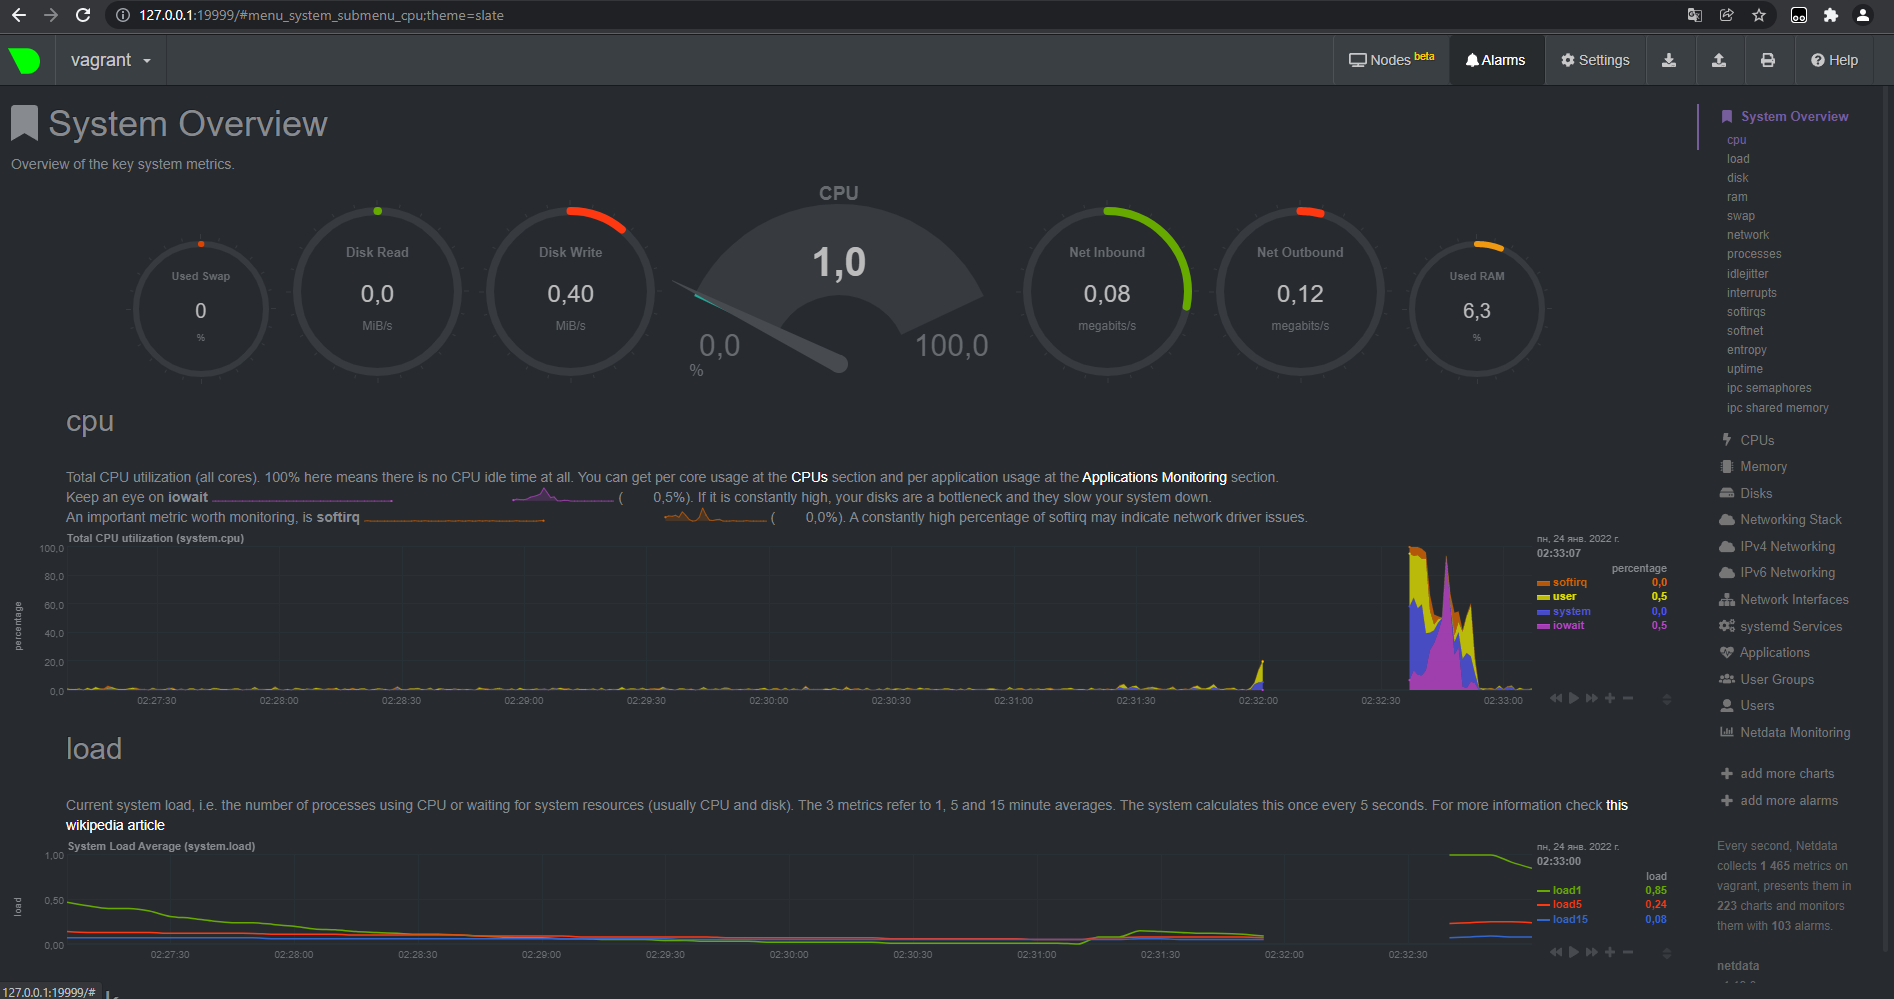 127.0.0.1:19999/#menu_system_submenu_cpu;theme=slate
vagrant
Nodes beta
Alarms
Settings
Help
System Overview
Overview of the key system metrics.
Used Swap
0
%
Disk Read
0,0
MiB/s
Disk Write
0,40
MiB/s
CPU
1,0
0,0
100,0
%
Net Inbound
0,08
megabits/s
Net Outbound
0,12
megabits/s
Used RAM
6,3
%
cpu
Total CPU utilization (all cores). 100% here means there is no CPU idle time at all. You can get per core usage at the CPUs section and per application usage at the Applications Monitoring section.
Keep an eye on iowait ( 0,5%). If it is constantly high, your disks are a bottleneck and they slow your system down.
An important metric worth monitoring, is softirq ( 0,0%). A constantly high percentage of softirq may indicate network driver issues.
Total CPU utilization (system.cpu)
percentage
100,0
80,0
60,0
40,0
20,0
0,0
02:27:30 02:28:00 02:28:30 02:29:00 02:29:30 02:30:00 02:30:30 02:31:00 02:31:30 02:32:00 02:32:30 02:33:00
пн, 24 янв. 2022 г.
02:33:07
percentage
softirq 0,0
user 0,5
system 0,0
iowait 0,5
load
Current system load, i.e. the number of processes using CPU or waiting for system resources (usually CPU and disk). The 3 metrics refer to 1, 5 and 15 minute averages. The system calculates this once every 5 seconds. For more information check this
wikipedia article
System Load Average (system.load)
load
1,00
0,50
0,00
02:27:30 02:28:00 02:28:30 02:29:00 02:29:30 02:30:00 02:30:30 02:31:00 02:31:30 02:32:00 02:32:30
пн, 24 янв. 2022 г.
02:33:00
load
load1 0,85
load5 0,24
load15 0,08
System Overview
cpu
load
disk
ram
swap
network
processes
idlejitter
interrupts
softirqs
softnet
entropy
uptime
ipc semaphores
ipc shared memory
CPUs
Memory
Disks
Networking Stack
IPv4 Networking
IPv6 Networking
Network Interfaces
systemd Services
Applications
User Groups
Users
Netdata Monitoring
add more charts
add more alarms
Every second, Netdata
collects 1 465 metrics on
vagrant, presents them in
223 charts and monitors
them with 103 alarms.
netdata
127.0.0.1:19999/#